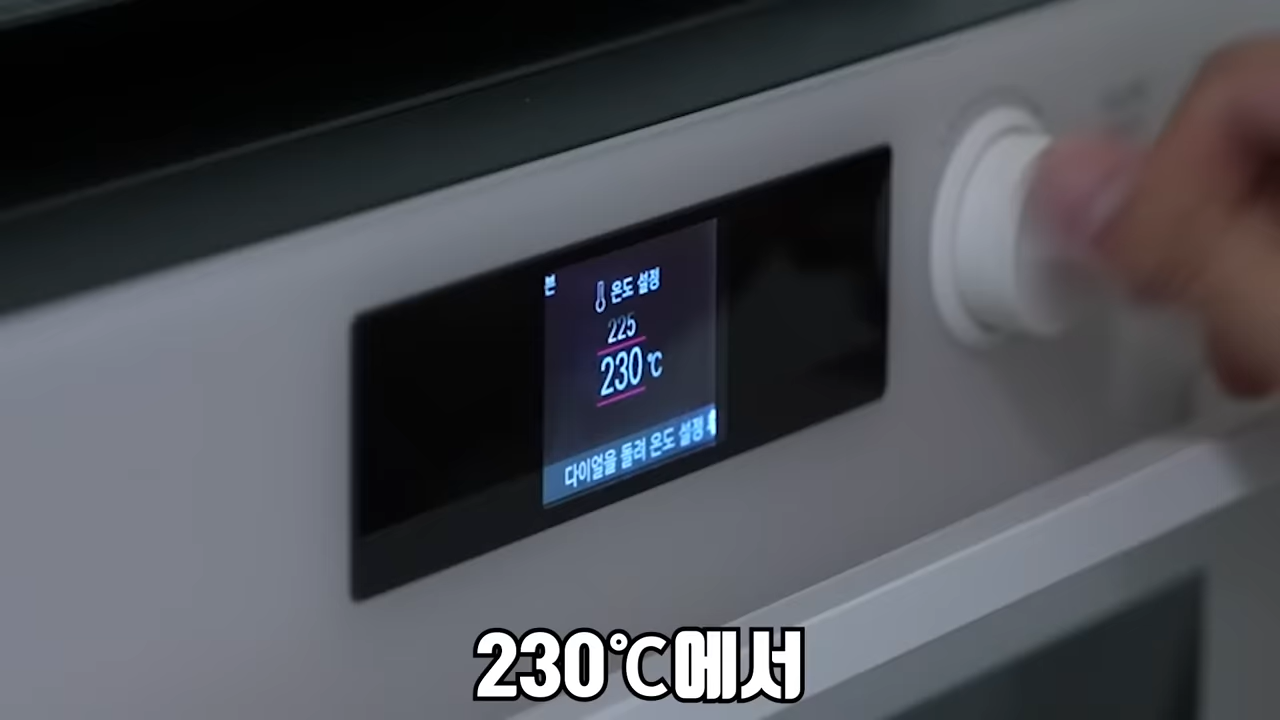 본
온도 설정
225
230 ℃
다이얼을 돌려 온도 설정
230℃에서